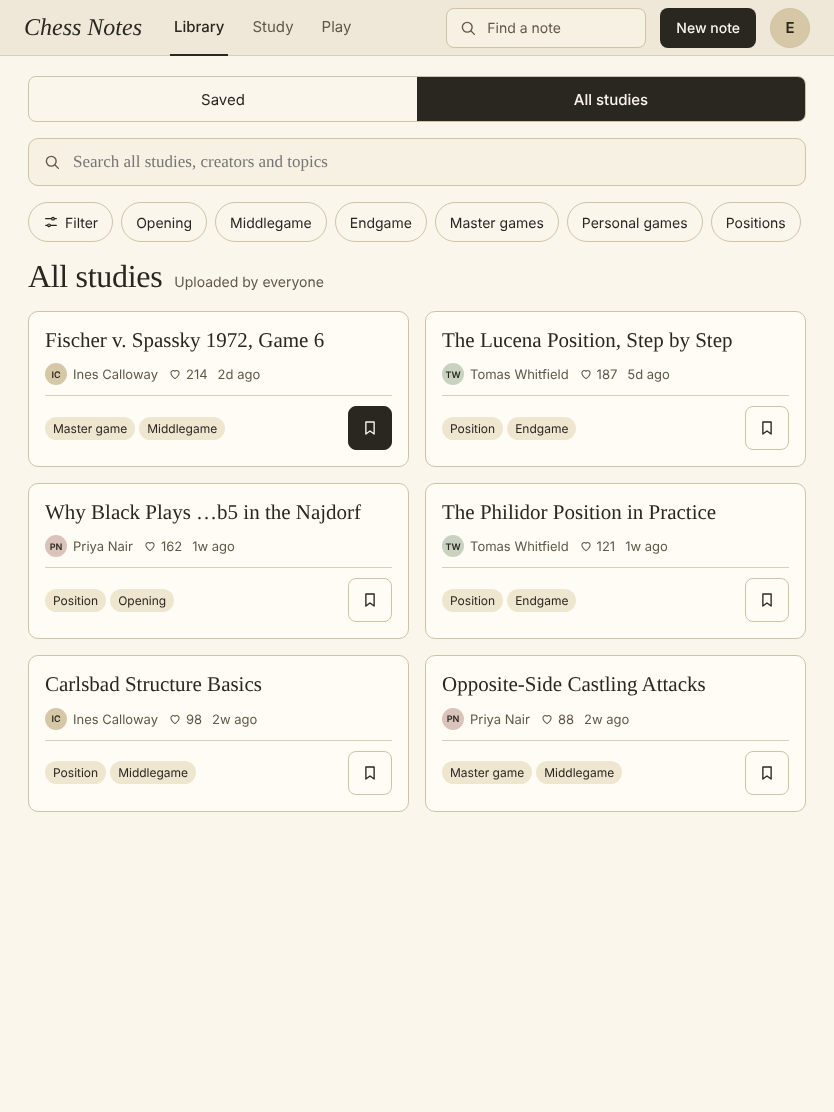 Chess Notes
Library Study Play
Find a note
New note
E
Saved
All studies
Search all studies, creators and topics
Filter Opening Middlegame Endgame Master games Personal games Positions
All studies Uploaded by everyone
Fischer v. Spassky 1972, Game 6
IC Ines Calloway 214 2d ago
Master game Middlegame
The Lucena Position, Step by Step
TW Tomas Whitfield 187 5d ago
Position Endgame
Why Black Plays …b5 in the Najdorf
PN Priya Nair 162 1w ago
Position Opening
The Philidor Position in Practice
TW Tomas Whitfield 121 1w ago
Position Endgame
Carlsbad Structure Basics
IC Ines Calloway 98 2w ago
Position Middlegame
Opposite-Side Castling Attacks
PN Priya Nair 88 2w ago
Master game Middlegame